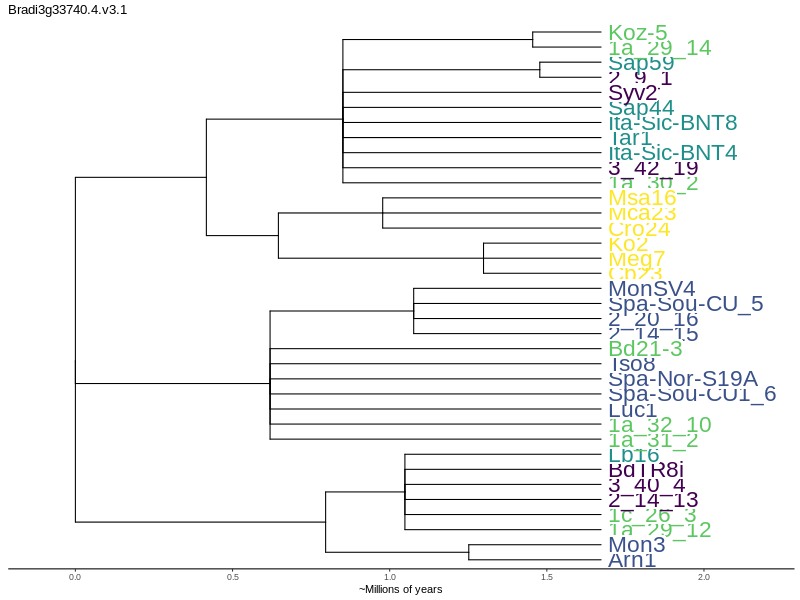 Bradi3g33740.4.v3.1
Koz-5
1a_29_14
Sap59
2_9_1
Syv2
Sap44
Ita-Sic-BNT8
Tar1
Ita-Sic-BNT4
3_42_19
1a_30_2
Msa16
Mca23
Cro24
Ko2
Meg7
Cn23
MonSV4
Spa-Sou-CU_5
2_20_16
2_14_15
Bd21-3
Tso8
Spa-Nor-S19A
Spa-Sou-CU1_6
Luc1
1a_32_10
1a_31_2
Lb16
BdTR8i
3_40_4
2_14_13
1c_26_3
1a_29_12
Mon3
Arn1
0.0 0.5 1.0 1.5 2.0
~Millions of years